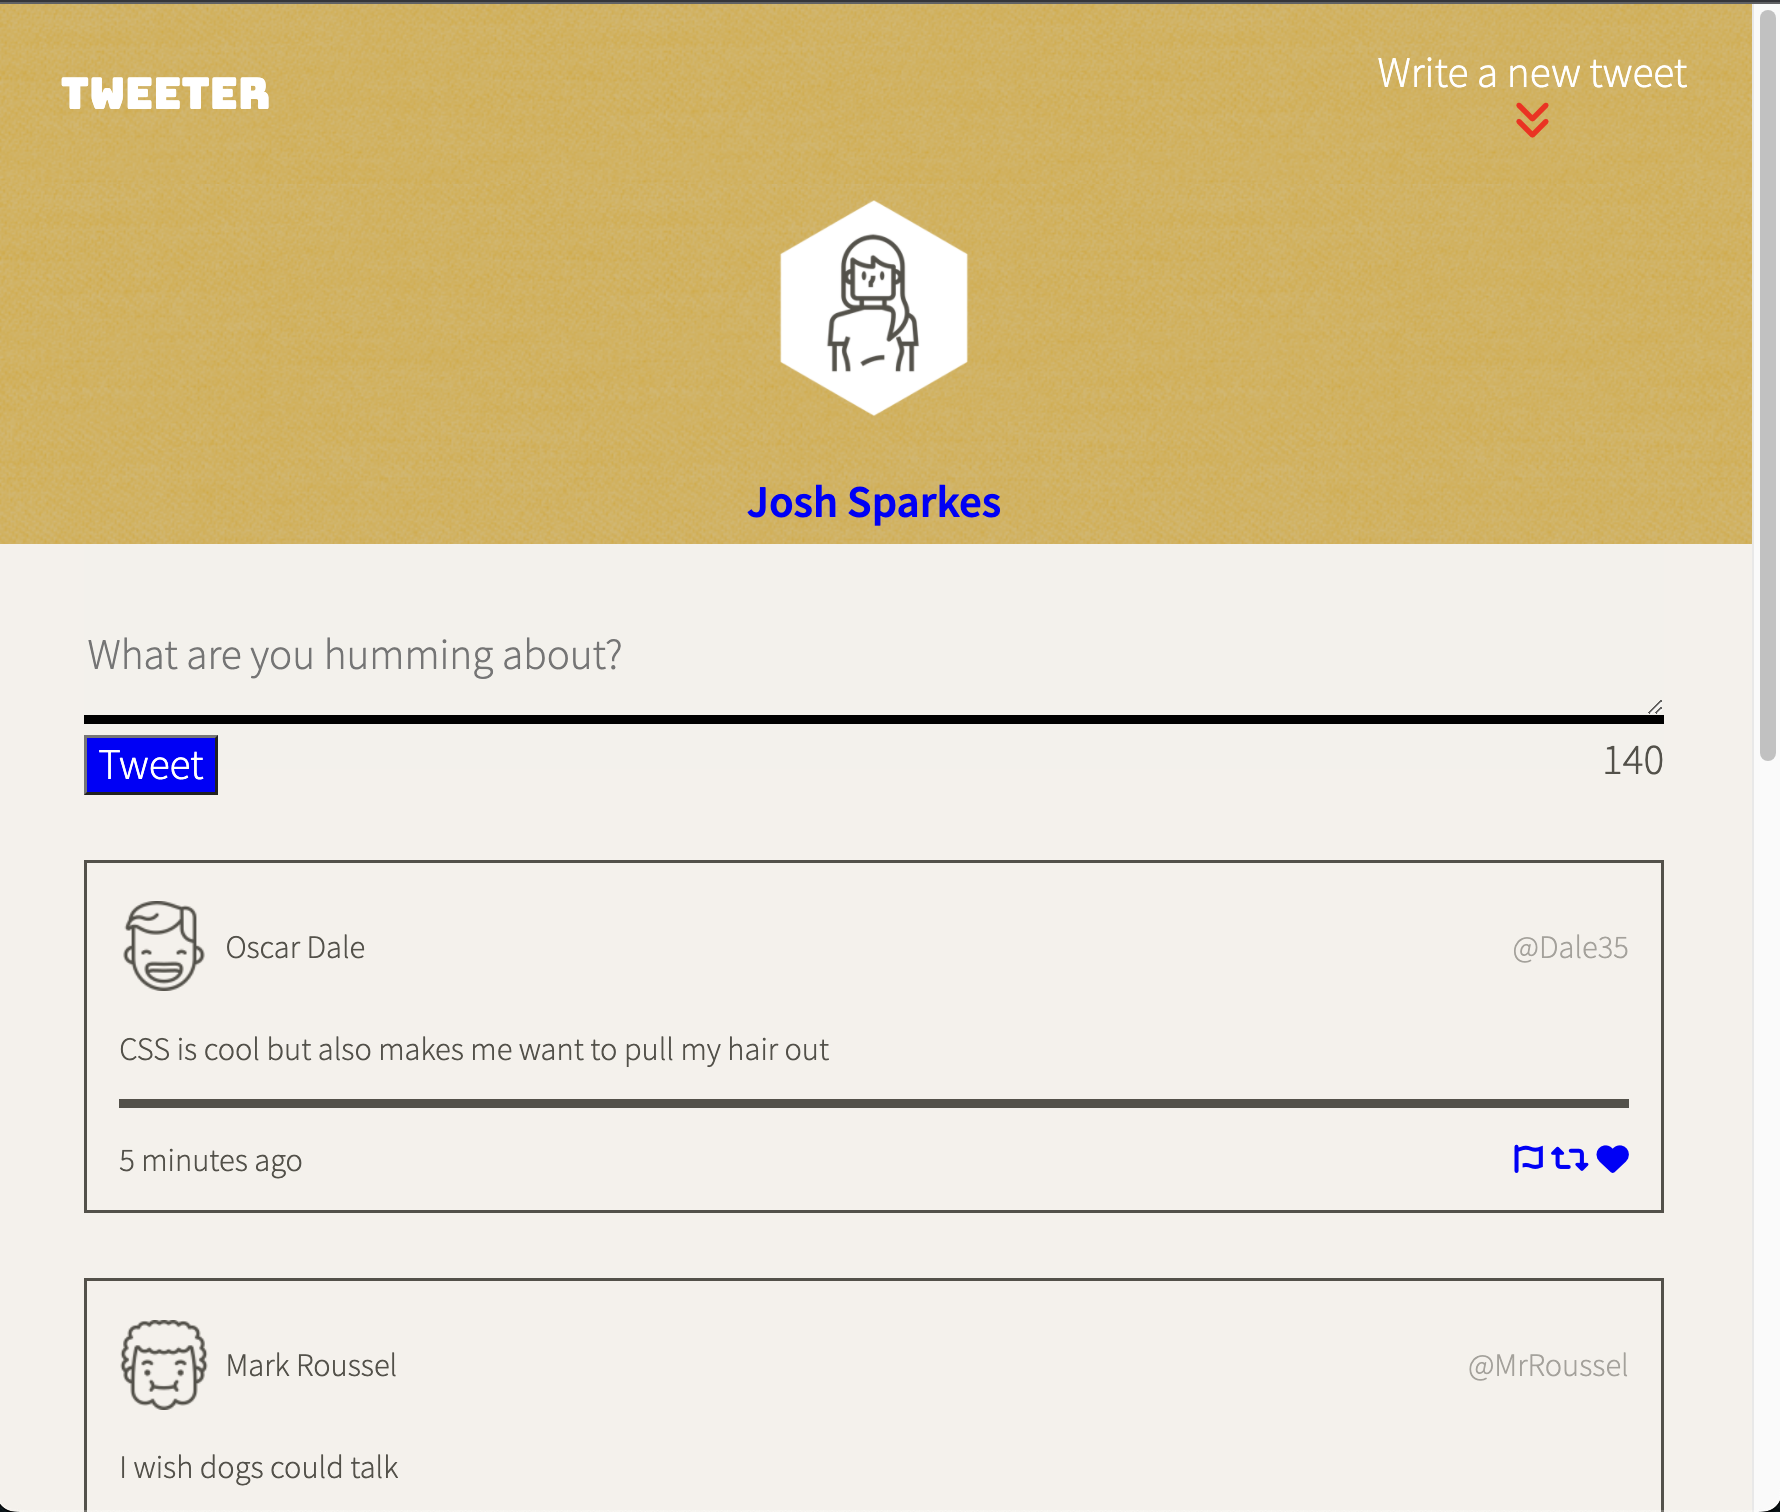 TWEETER
Write a new tweet
Josh Sparkes
What are you humming about?
Tweet
140
Oscar Dale
@Dale35
CSS is cool but also makes me want to pull my hair out
5 minutes ago
Mark Roussel
@MrRoussel
I wish dogs could talk